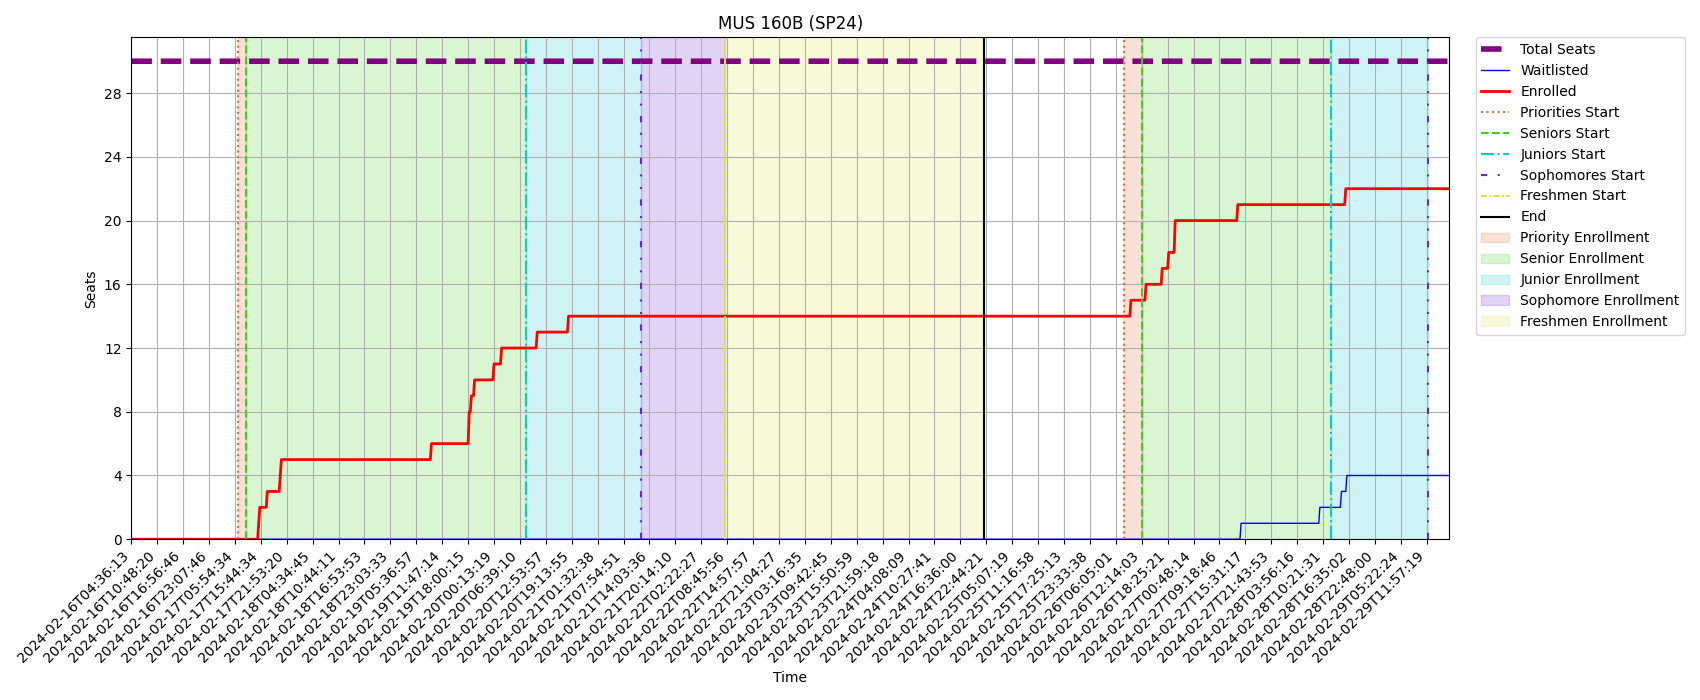 MUS 160B (SP24)
Seats
28
24
20
16
12
8
4
0
2024-02-16T04:36:13
2024-02-16T10:48:20
2024-02-16T16:56:46
2024-02-16T23:07:46
2024-02-17T05:54:34
2024-02-17T15:44:34
2024-02-17T21:53:20
2024-02-18T04:34:45
2024-02-18T10:44:11
2024-02-18T16:53:53
2024-02-18T23:03:33
2024-02-19T05:36:57
2024-02-19T11:47:14
2024-02-19T18:00:15
2024-02-20T00:13:19
2024-02-20T06:39:10
2024-02-20T12:53:57
2024-02-20T19:13:55
2024-02-21T01:32:38
2024-02-21T07:54:51
2024-02-21T14:03:36
2024-02-21T20:14:10
2024-02-22T02:22:27
2024-02-22T08:45:56
2024-02-22T14:57:57
2024-02-22T21:04:27
2024-02-23T03:16:35
2024-02-23T09:42:45
2024-02-23T15:50:59
2024-02-23T21:59:18
2024-02-24T04:08:09
2024-02-24T10:27:41
2024-02-24T16:36:00
2024-02-24T22:44:21
2024-02-25T05:07:19
2024-02-25T11:16:58
2024-02-25T17:25:13
2024-02-25T23:33:38
2024-02-26T06:05:01
2024-02-26T12:14:03
2024-02-26T18:25:21
2024-02-27T00:48:14
2024-02-27T09:18:46
2024-02-27T15:31:17
2024-02-27T21:43:53
2024-02-28T03:56:16
2024-02-28T10:21:31
2024-02-28T16:35:02
2024-02-28T22:48:00
2024-02-29T05:22:24
2024-02-29T11:57:19
Time
Total Seats
Waitlisted
Enrolled
Priorities Start
Seniors Start
Juniors Start
Sophomores Start
Freshmen Start
End
Priority Enrollment
Senior Enrollment
Junior Enrollment
Sophomore Enrollment
Freshmen Enrollment